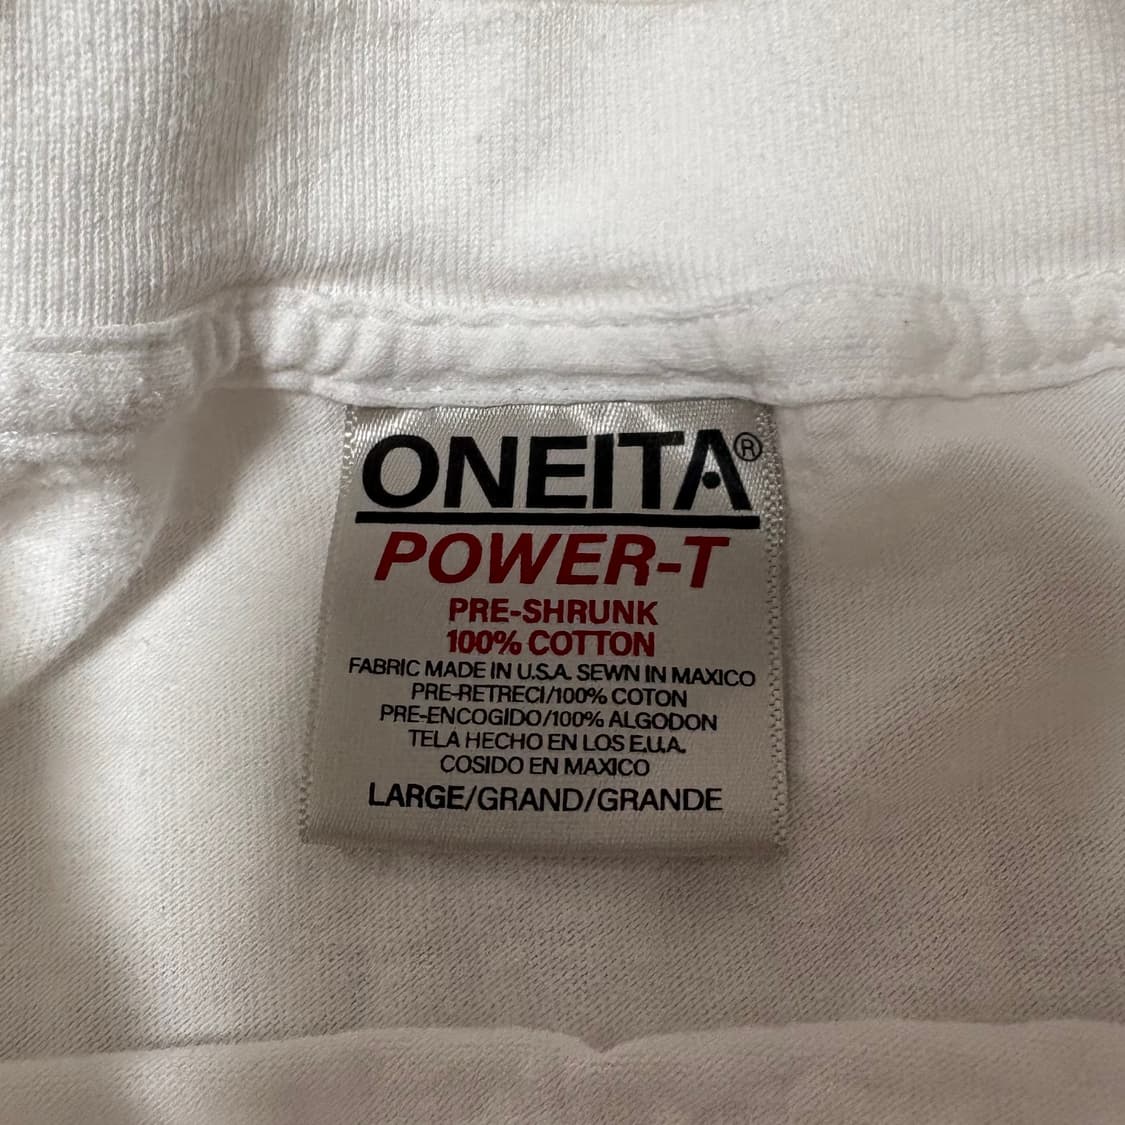 ONEITA®
POWER-T
PRE-SHRUNK
100% COTTON
FABRIC MADE IN U.S.A. SEWN IN MAXICO
PRE-RETRECI/100% COTON
PRE-ENCOGIDO/100% ALGODON
TELA HECHO EN LOS E.U.A.
COSIDO EN MAXICO
LARGE/GRAND/GRANDE